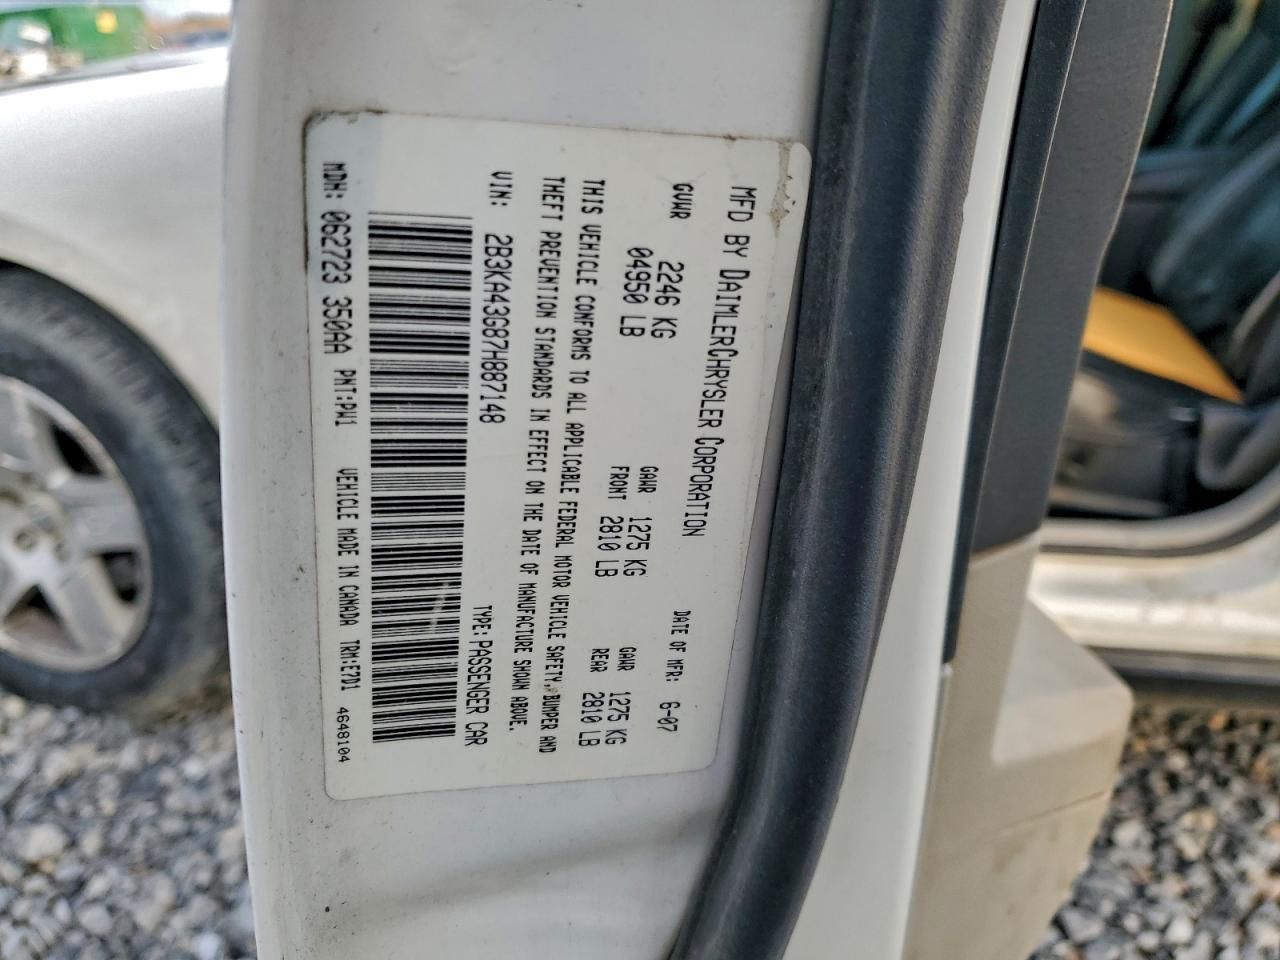 MFD BY DAIMLERCHRYSLER CORPORATION
DATE OF MFR: 6-07
GVWR 2246 KG
04950 LB
GAWR FRONT 1275 KG
2810 LB
GAWR REAR 1275 KG
2810 LB
THIS VEHICLE CONFORMS TO ALL APPLICABLE FEDERAL MOTOR VEHICLE SAFETY, BUMPER AND
THEFT PREVENTION STANDARDS IN EFFECT ON THE DATE OF MANUFACTURE SHOWN ABOVE.
VIN: 2B3KA43G87H887148
TYPE: PASSENGER CAR
MDH: 062723 350AA PNT:PW1 VEHICLE MADE IN CANADA TRM:E7D1 4648104